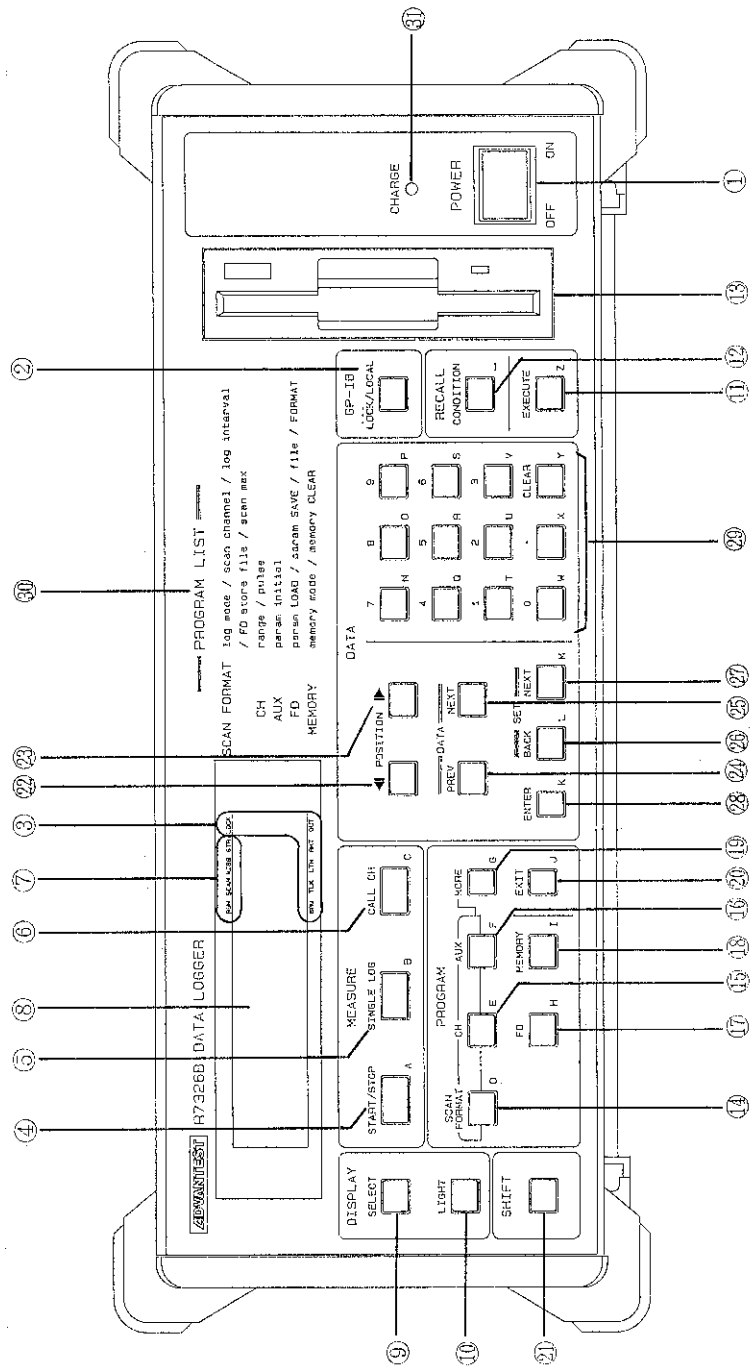 ADVANTEST
R7326B DATA LOGGER
RUN SCAN ACSS STR LOCK
SRQ TLK LTN RMT OUT
PROGRAM LIST
SCAN FORMAT log mode / scan channel / log interval
/ FD store file / scan max
CH range / pulse
AUX param initial
FD param LOAD / param SAVE / file / FORMAT
MEMORY memory mode / memory CLEAR
DISPLAY
SELECT
LIGHT
SHIFT
MEASURE
START/STOP A
SINGLE LOG B
CALL CH C
PROGRAM
SCAN FORMAT D
CH E
AUX F
MORE G
FD H
MEMORY I
EXIT J
DATA
◀ POSITION ▶
PREV DATA NEXT
ENTER K
BACK L
SET
NEXT M
7 N
8 O
9 P
4 Q
5 R
6 S
1 T
2 U
3 V
0 W
X
CLEAR Y
GP-IB
LOCK/LOCAL
RECALL
CONDITION
EXECUTE Z
CHARGE
POWER
OFF ON
① ② ③ ④ ⑤ ⑥ ⑦ ⑧ ⑨ ⑩ ⑪ ⑫ ⑬ ⑭ ⑮ ⑯ ⑰ ⑱ ⑲ ⑳ ㉑ ㉒ ㉓ ㉔ ㉕ ㉖ ㉗ ㉘ ㉙ ㉚ ㉛